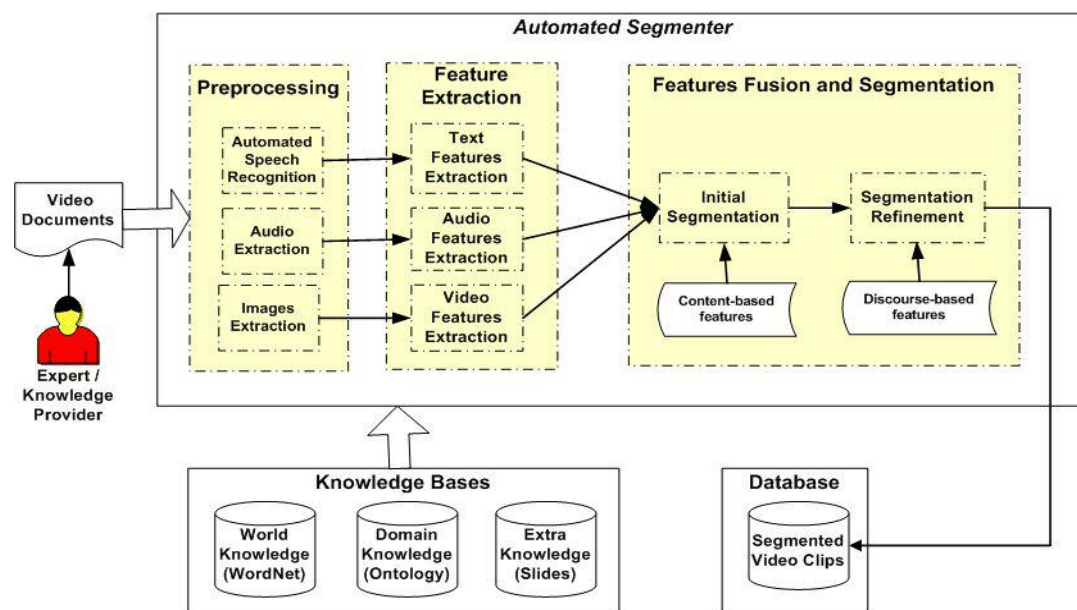 Automated Segmenter
Preprocessing
Automated
Speech
Recognition
Audio
Extraction
Images
Extraction
Feature
Extraction
Text
Features
Extraction
Audio
Features
Extraction
Video
Features
Extraction
Features Fusion and Segmentation
Initial
Segmentation
Segmentation
Refinement
Content-based
features
Discourse-based
features
Video
Documents
Expert /
Knowledge
Provider
Knowledge Bases
World
Knowledge
(WordNet)
Domain
Knowledge
(Ontology)
Extra
Knowledge
(Slides)
Database
Segmented
Video Clips